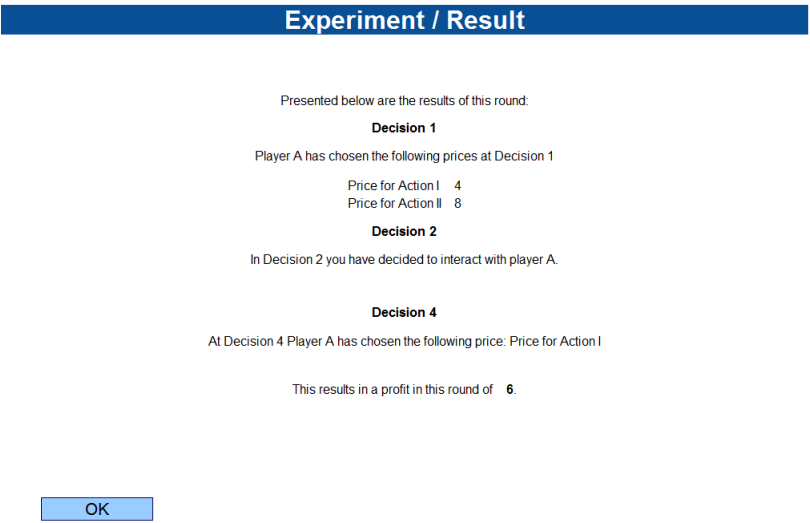 Experiment / Result
Presented below are the results of this round:
Decision 1
Player A has chosen the following prices at Decision 1
Price for Action I 4
Price for Action II 8
Decision 2
In Decision 2 you have decided to interact with player A.
Decision 4
At Decision 4 Player A has chosen the following price: Price for Action I
This results in a profit in this round of 6.
OK